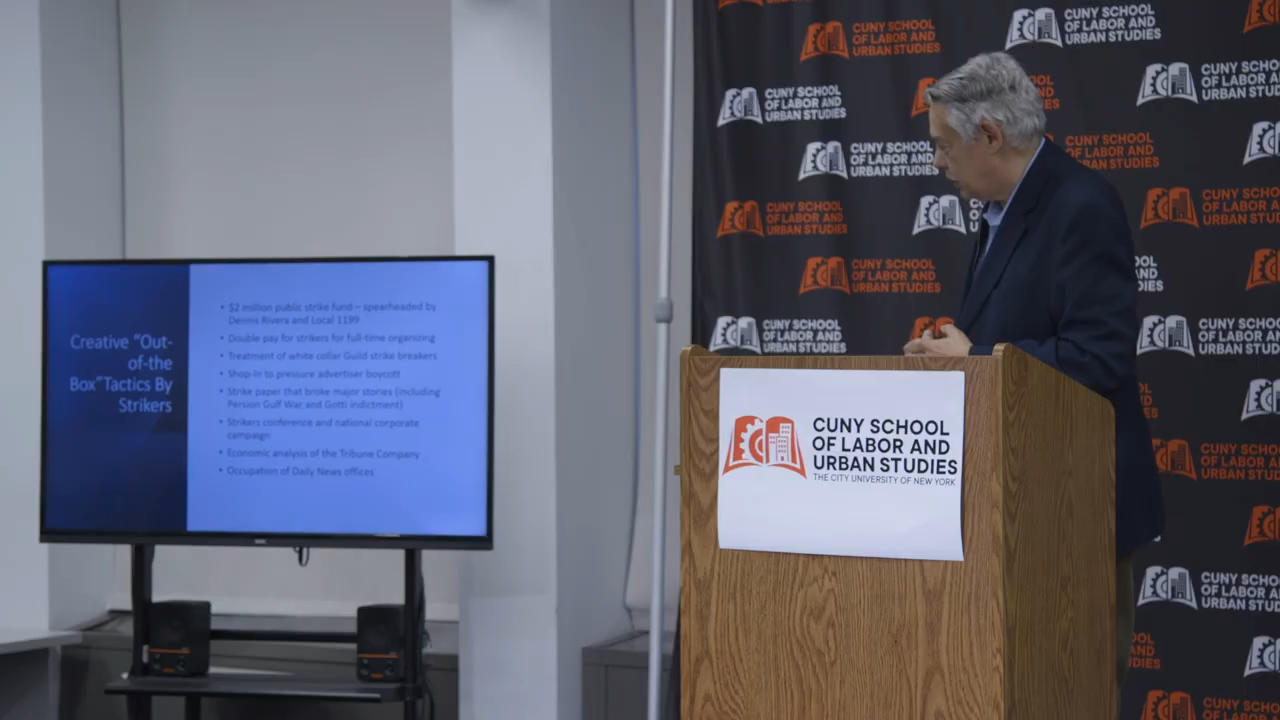 Creative "Out-
of-the
Box"Tactics By
Strikers
• $2 million public strike fund – spearheaded by
Dennis Rivera and Local 1199
• Double pay for strikers for full-time organizing
• Treatment of white collar Guild strike breakers
• Shop-in to pressure advertiser boycott
• Strike paper that broke major stories (including
Persion Gulf War and Gotti indictment)
• Strikers conference and national corporate
campaign
• Economic analysis of the Tribune Company
• Occupation of Daily News offices
CUNY SCHOOL
OF LABOR AND
URBAN STUDIES
THE CITY UNIVERSITY OF NEW YORK
CUNY SCHOOL
OF LABOR AND
URBAN STUDIES